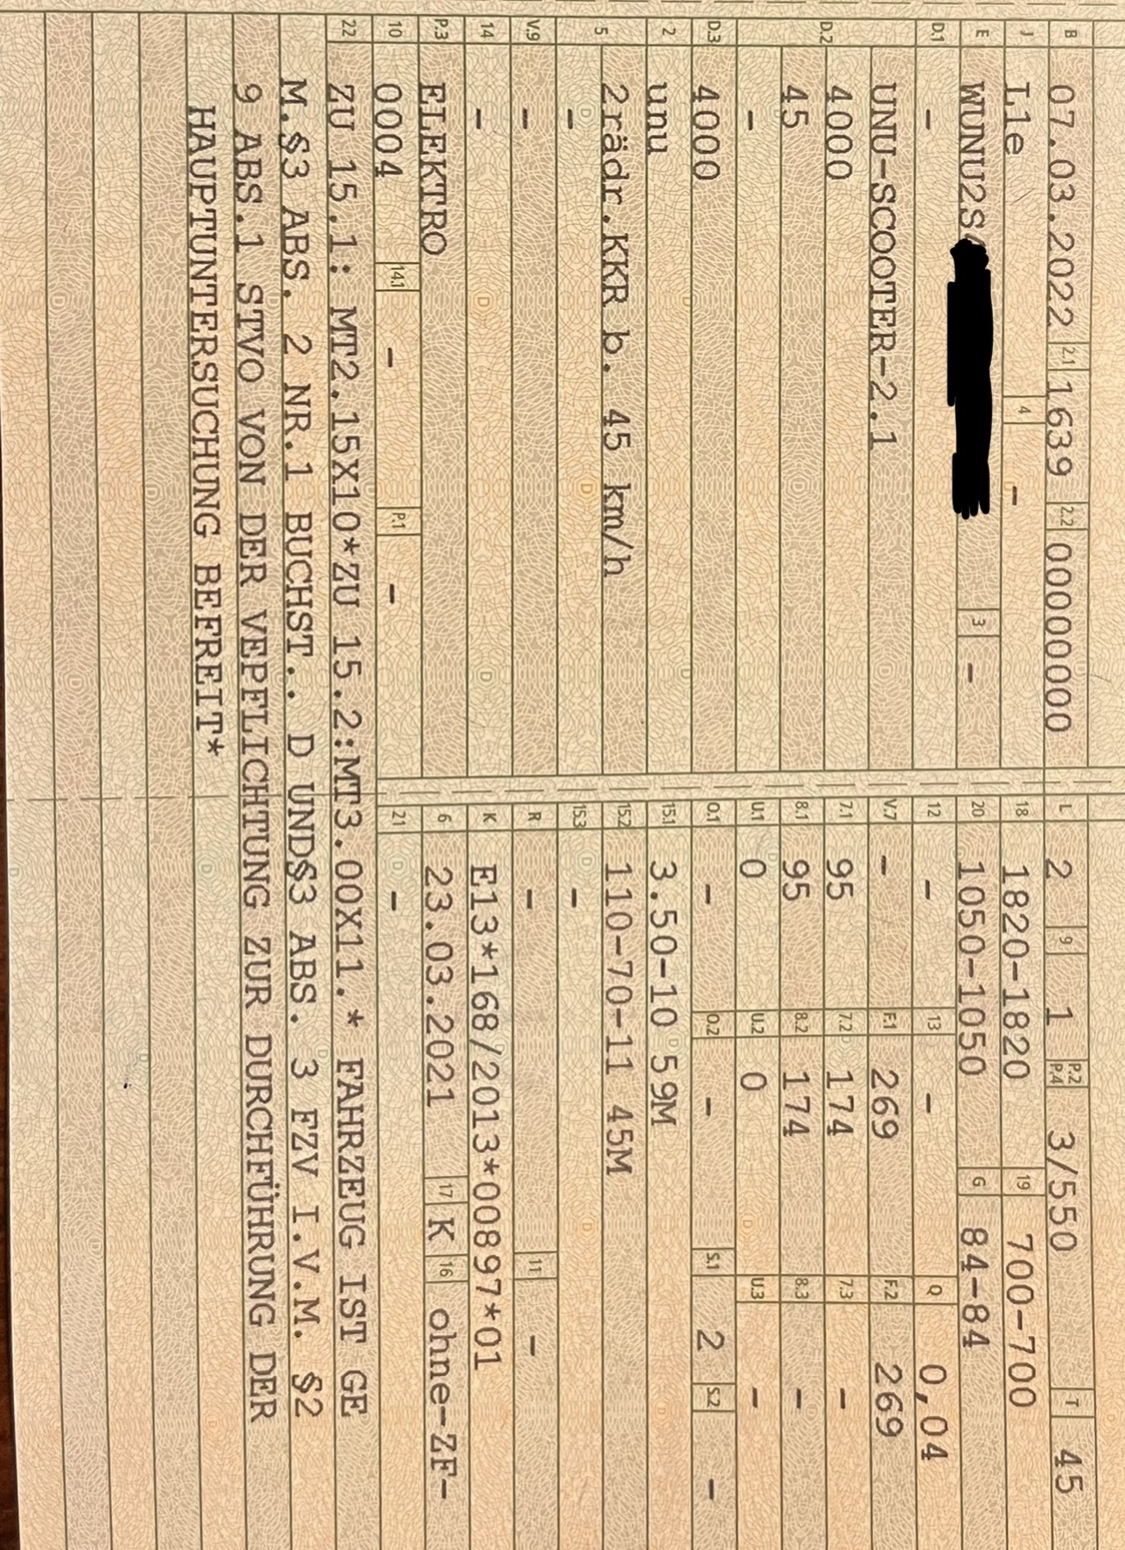 B 07.03.2022 2.1 1639 2.2 00000000
J L1e 4 -
E WUNU2S 3 -
D.1 -
UNU-SCOOTER-2.1
D.2 4000
45
-
D.3 4000
2 unu
5 2rädr.KKR b. 45 km/h
-
V.9 -
14 -
P.3 ELEKTRO
10 0004 14.1 - P.1 -
L 2 9 1 P.2 P.4 3/550 T 45
18 1820-1820 19 700-700
20 1050-1050 G 84-84
12 - 13 - Q 0,04
V.7 - F.1 269 F.2 269
7.1 95 7.2 174 7.3 -
8.1 95 8.2 174 8.3 -
U.1 0 U.2 0 U.3 -
O.1 - O.2 - S.1 2 S.2 -
15.1 3.50-10 59M
15.2 110-70-11 45M
15.3 -
R - 11 -
K E13*168/2013*00897*01
6 23.03.2021 17 K 16 ohne-ZF-
21 -
22 ZU 15.1: MT2.15X10*ZU 15.2:MT3.00X11.* FAHRZEUG IST GE
M.§3 ABS. 2 NR.1 BUCHST.. D UND§3 ABS. 3 FZV I.V.M. §2
9 ABS.1 STVO VON DER VEPFLICHTUNG ZUR DURCHFÜHRUNG DER
HAUPTUNTERSUCHUNG BEFREIT*